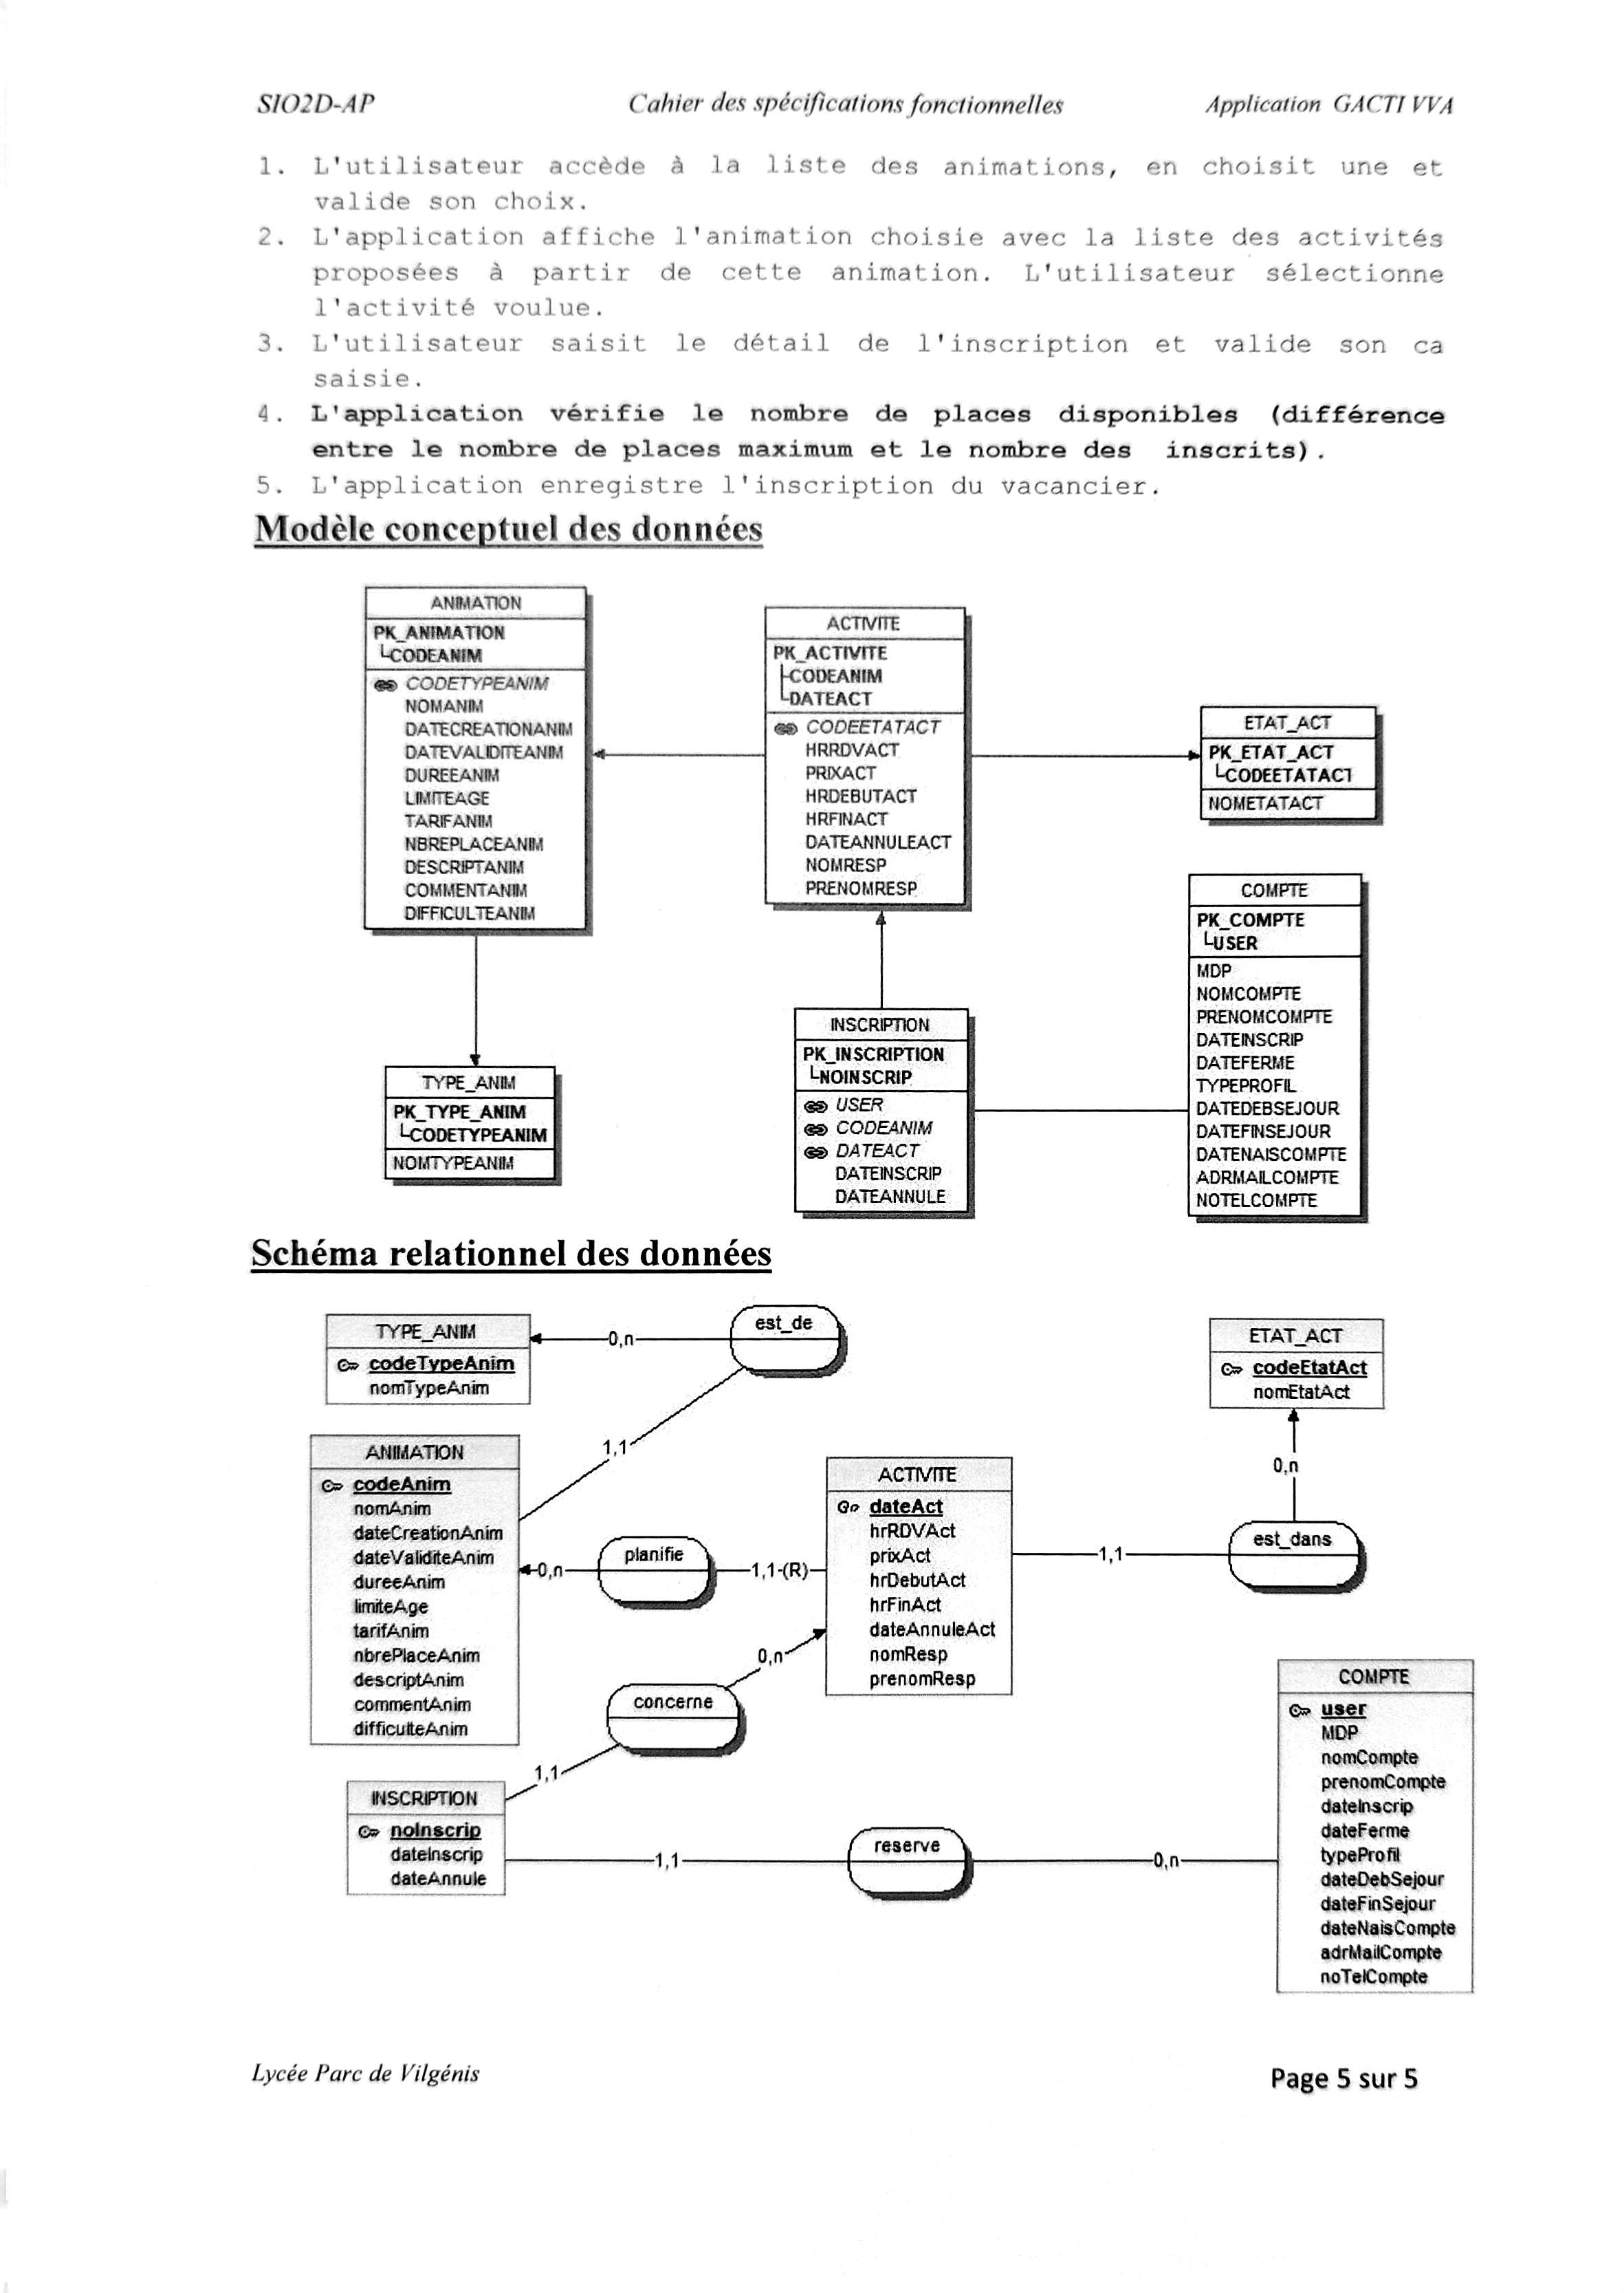 SIO2D-AP Cahier des spécifications fonctionnelles Application GACTI VVA
1. L'utilisateur accède à la liste des animations, en choisit une et
valide son choix.
2. L'application affiche l'animation choisie avec la liste des activités
proposées à partir de cette animation. L'utilisateur sélectionne
l'activité voulue.
3. L'utilisateur saisit le détail de l'inscription et valide son ca
saisie.
4. L'application vérifie le nombre de places disponibles (différence
entre le nombre de places maximum et le nombre des inscrits).
5. L'application enregistre l'inscription du vacancier.
Modèle conceptuel des données
ANIMATION
PK_ANIMATION
CODEANIM
CODETYPEANIM
NOMANIM
DATECREATIONANIM
DATEVALIDITEANIM
DUREEANIM
LIMITEAGE
TARIFANIM
NBREPLACEANIM
DESCRIPTANIM
COMMENTANIM
DIFFICULTEANIM
ACTIVITE
PK_ACTIVITE
CODEANIM
DATEACT
CODEETATACT
HRRDVACT
PRIXACT
HRDEBUTACT
HRFINACT
DATEANNULEACT
NOMRESP
PRENOMRESP
ETAT_ACT
PK_ETAT_ACT
CODEETATACT
NOMETATACT
COMPTE
PK_COMPTE
USER
MDP
NOMCOMPTE
PRENOMCOMPTE
DATEINSCRIP
DATEFERME
TYPEPROFIL
DATEDEBSEJOUR
DATEFINSEJOUR
DATENAISCOMPTE
ADRMAILCOMPTE
NOTELCOMPTE
INSCRIPTION
PK_INSCRIPTION
NOINSCRIP
USER
CODEANIM
DATEACT
DATEINSCRIP
DATEANNULE
TYPE_ANIM
PK_TYPE_ANIM
CODETYPEANIM
NOMTYPEANIM
Schéma relationnel des données
TYPE_ANIM
codeTypeAnim
nomTypeAnim
0,n
est_de
1,1
ETAT_ACT
codeEtatAct
nomEtatAct
0,n
est_dans
1,1
ANIMATION
codeAnim
nomAnim
dateCreationAnim
dateValiditeAnim
dureeAnim
limiteAge
tarifAnim
nbrePlaceAnim
descriptAnim
commentAnim
difficulteAnim
0,n
planifie
1,1-(R)
ACTIVITE
dateAct
hrRDVAct
prixAct
hrDebutAct
hrFinAct
dateAnnuleAct
nomResp
prenomResp
0,n
concerne
1,1
INSCRIPTION
noInscrip
dateInscrip
dateAnnule
1,1
reserve
0,n
COMPTE
user
MDP
nomCompte
prenomCompte
dateInscrip
dateFerme
typeProfil
dateDebSejour
dateFinSejour
dateNaisCompte
adrMailCompte
noTelCompte
Lycée Parc de Vilgénis Page 5 sur 5